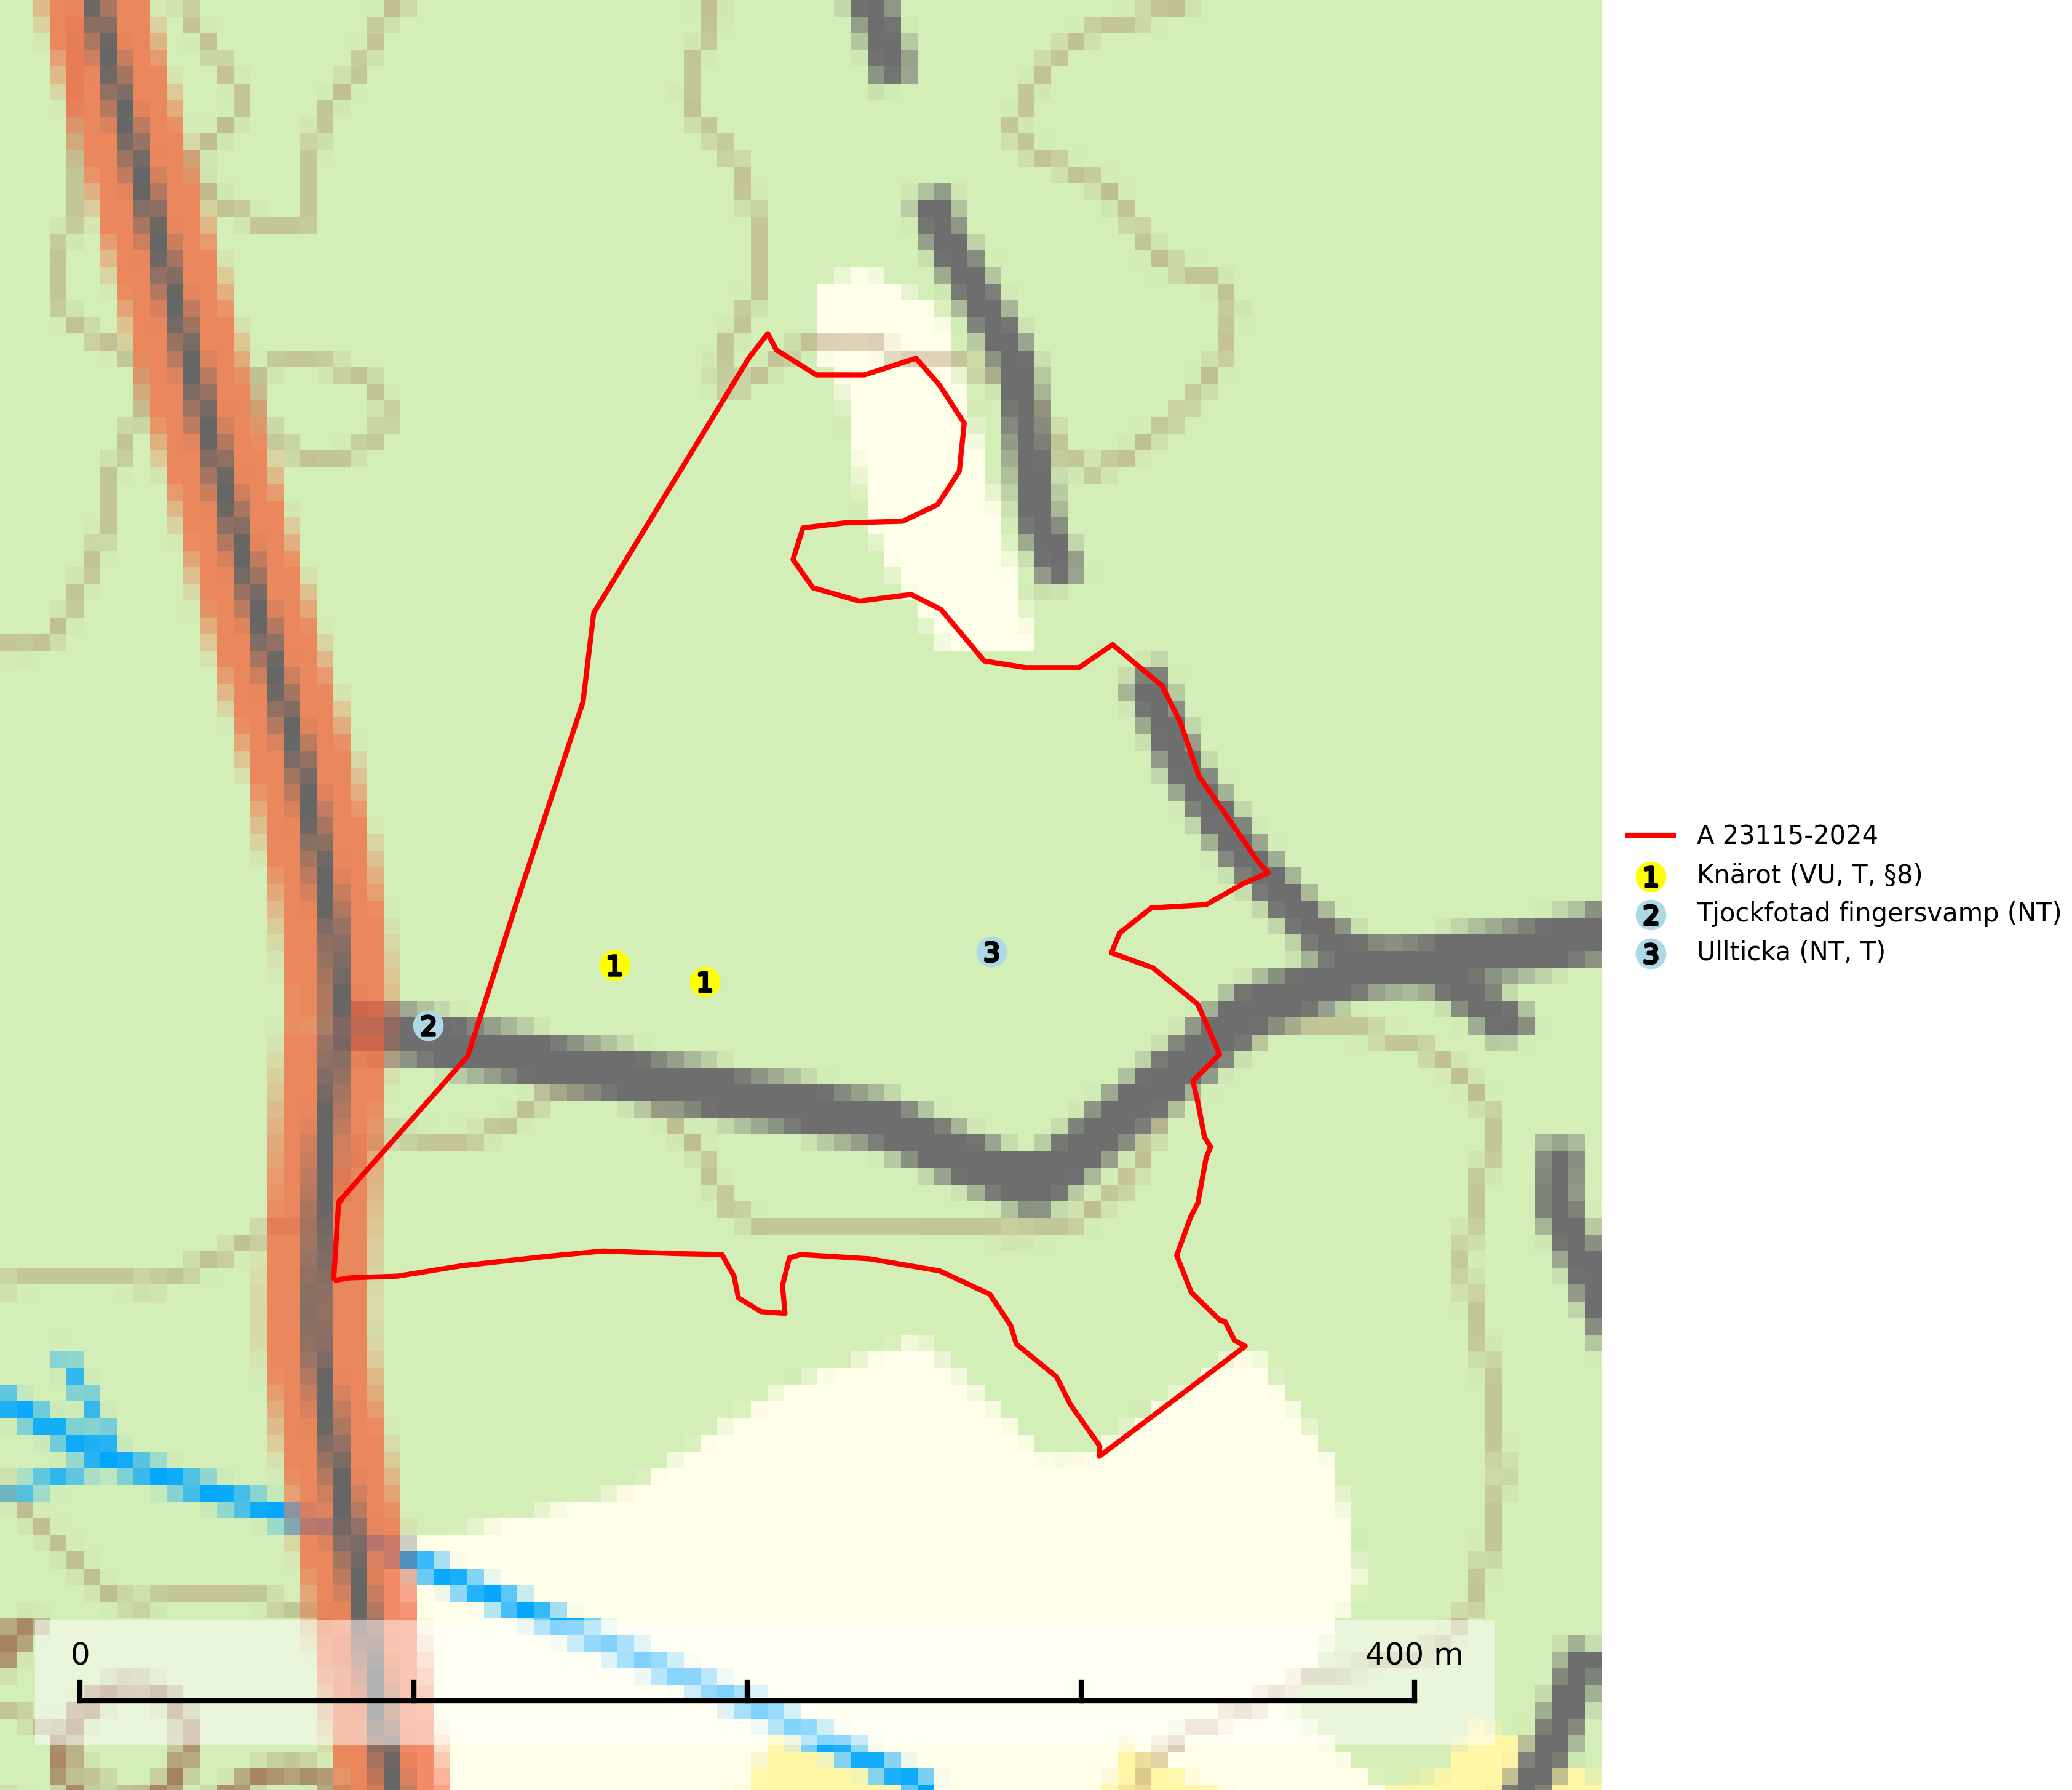 1
1
3
2
A 23115-2024
1 Knärot (VU, T, §8)
2 Tjockfotad fingersvamp (NT)
3 Ullticka (NT, T)
0 400 m